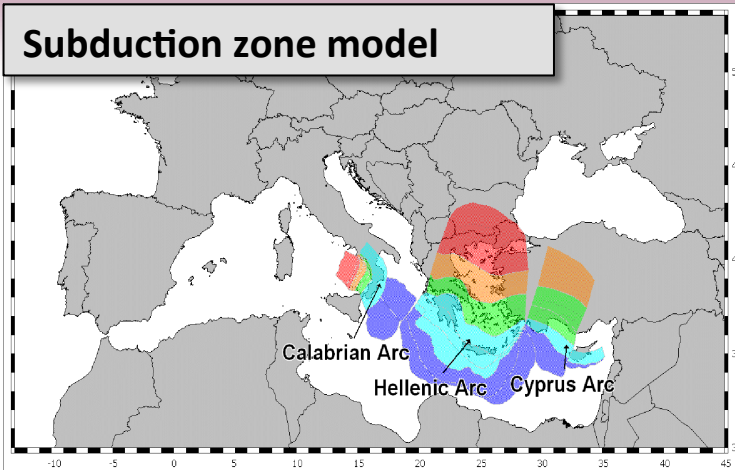 Subduction zone model
Calabrian Arc
Hellenic Arc
Cyprus Arc
-10 -5 0 5 10 15 20 25 30 35 40 45